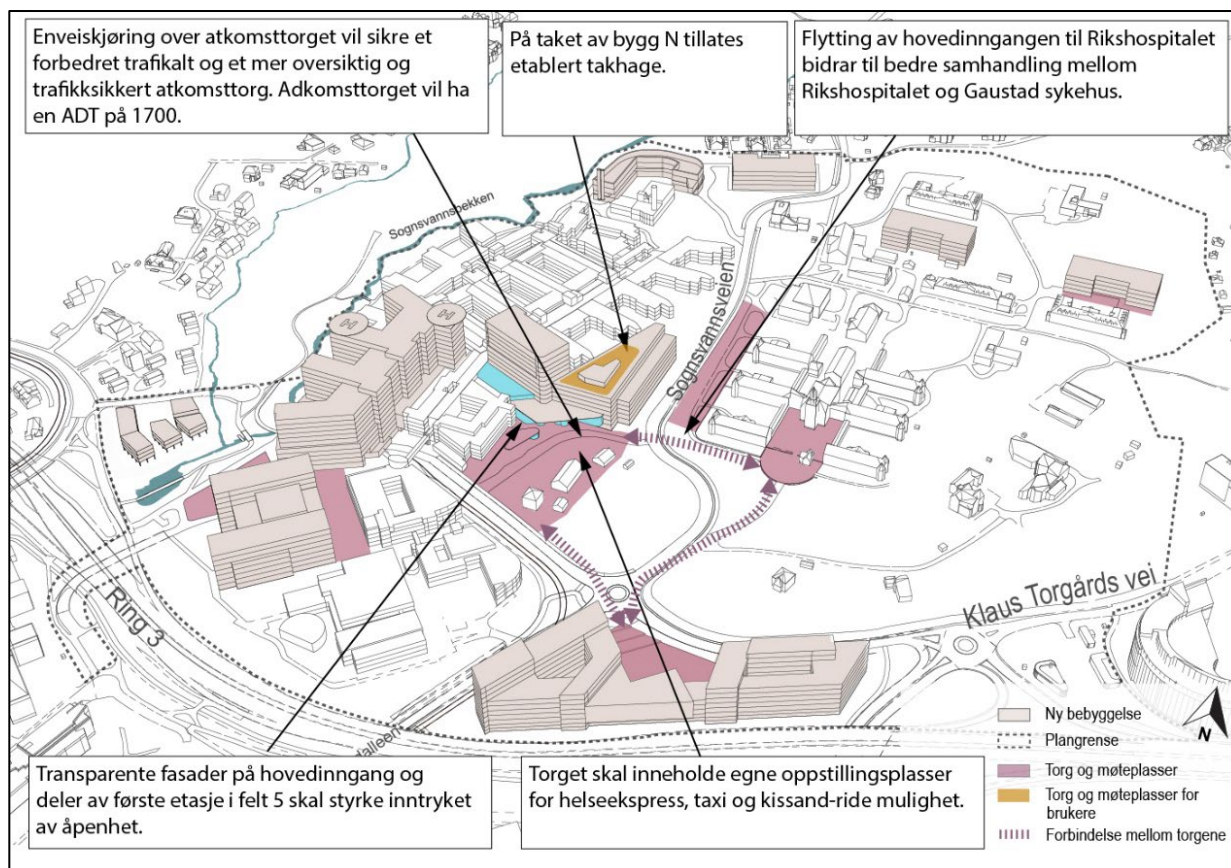 Enveiskjøring over atkomsttorget vil sikre et
forbedret trafikalt og et mer oversiktig og
trafikksikkert atkomsttorg. Adkomsttorget vil ha
en ADT på 1700.
På taket av bygg N tillates
etablert takhage.
Flytting av hovedinngangen til Rikshospitalet
bidrar til bedre samhandling mellom
Rikshospitalet og Gaustad sykehus.
Sognsvannsbekken
Sognsvannsveien
H
H
Ring 3
Klaus Torgårds vei
alleen
N
Ny bebyggelse
Plangrense
Torg og møteplasser
Torg og møteplasser for
brukere
Forbindelse mellom torgene
Transparente fasader på hovedinngang og
deler av første etasje i felt 5 skal styrke inntryket
av åpenhet.
Torget skal inneholde egne oppstillingsplasser
for helseekspress, taxi og kissand-ride mulighet.